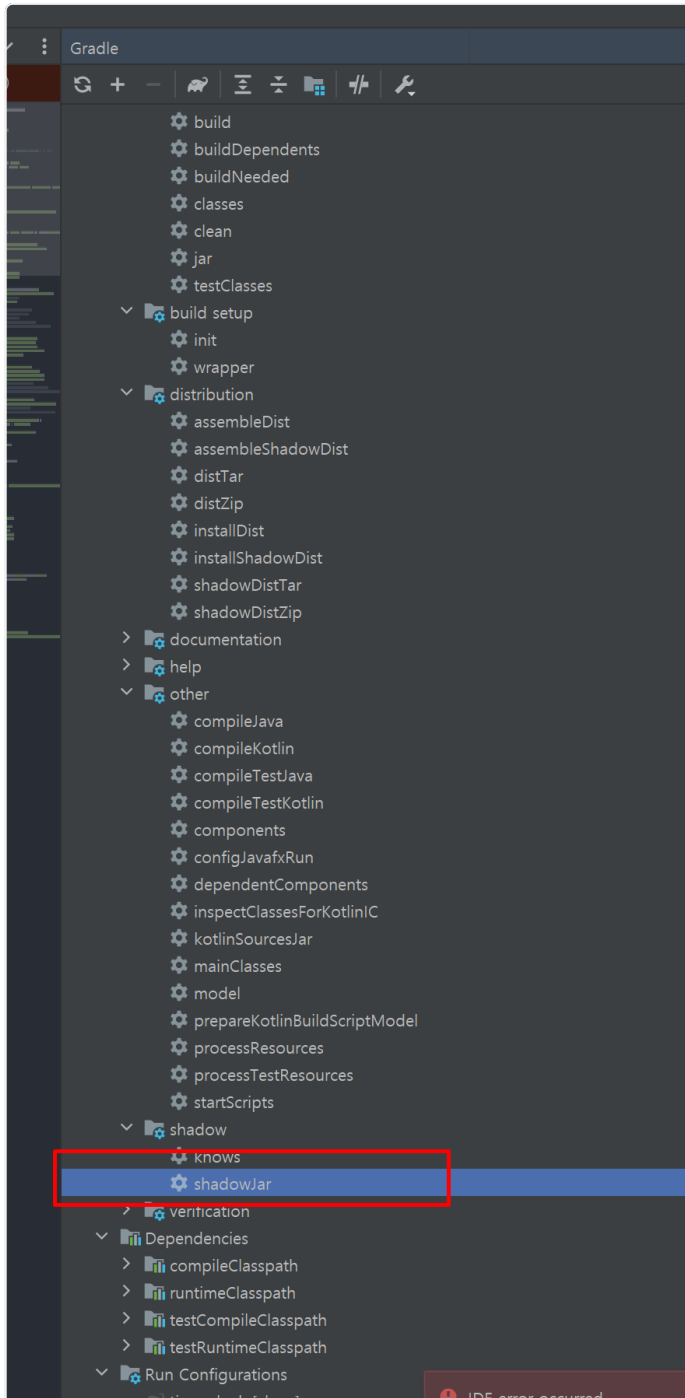 Gradle
build
buildDependents
buildNeeded
classes
clean
jar
testClasses
build setup
init
wrapper
distribution
assembleDist
assembleShadowDist
distTar
distZip
installDist
installShadowDist
shadowDistTar
shadowDistZip
documentation
help
other
compileJava
compileKotlin
compileTestJava
compileTestKotlin
components
configJavafxRun
dependentComponents
inspectClassesForKotlinIC
kotlinSourcesJar
mainClasses
model
prepareKotlinBuildScriptModel
processResources
processTestResources
startScripts
shadow
knows
shadowJar
verification
Dependencies
compileClasspath
runtimeClasspath
testCompileClasspath
testRuntimeClasspath
Run Configurations
IDE error occurred